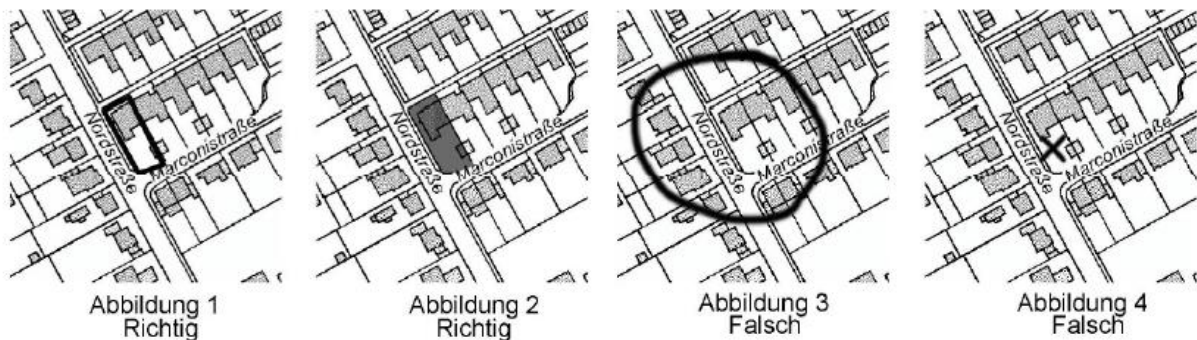 Nordstraße
Marconistraße
Nordstraße
Marconistraße
Nordstraße
Marconistraße
Nordstraße
Marconistraße
Abbildung 1
Richtig
Abbildung 2
Richtig
Abbildung 3
Falsch
Abbildung 4
Falsch